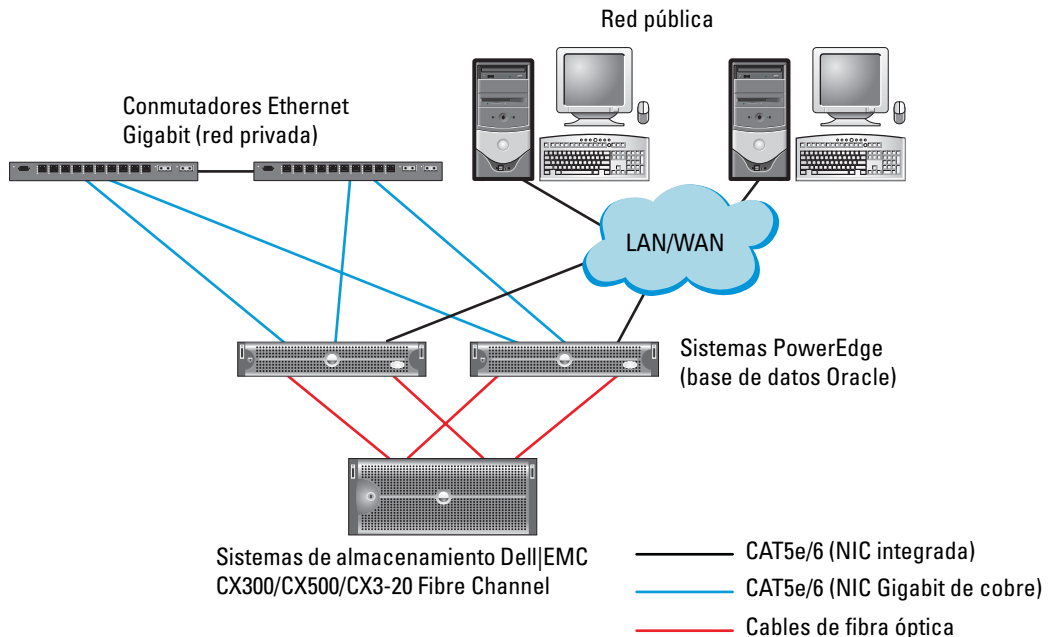 Red pública
Conmutadores Ethernet
Gigabit (red privada)
LAN/WAN
Sistemas PowerEdge
(base de datos Oracle)
Sistemas de almacenamiento Dell|EMC
CX300/CX500/CX3-20 Fibre Channel
CAT5e/6 (NIC integrada)
CAT5e/6 (NIC Gigabit de cobre)
Cables de fibra óptica